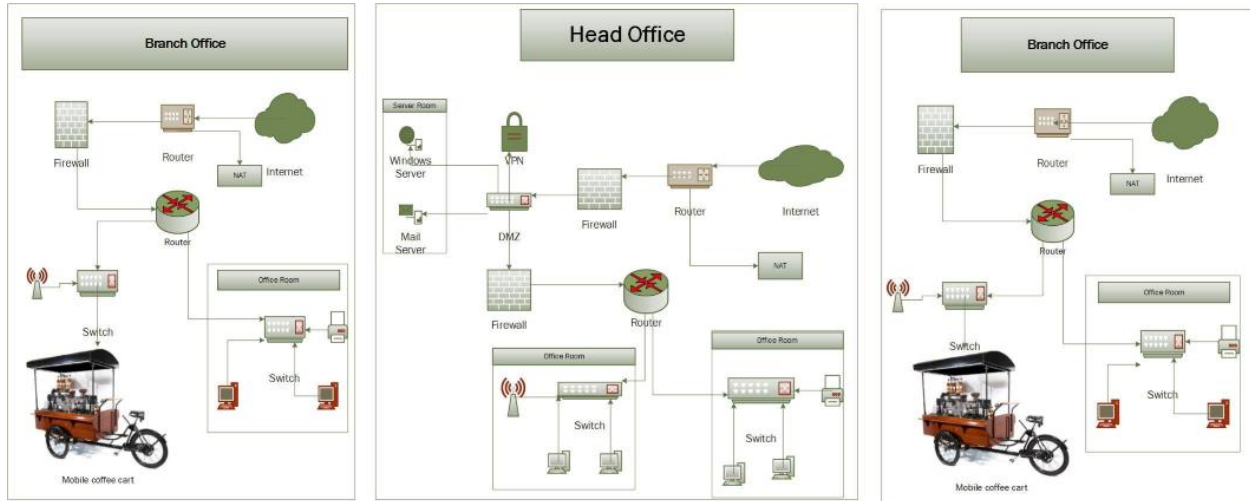 Branch Office
Firewall
Router
NAT
Internet
Router
Office Room
Switch
Switch
Mobile coffee cart
Head Office
Server Room
Windows
Server
VPN
Mail
Server
DMZ
Firewall
Router
Internet
NAT
Firewall
Router
Office Room
Switch
Office Room
Switch
Branch Office
Firewall
Router
NAT
Internet
Router
Office Room
Switch
Switch
Mobile coffee cart